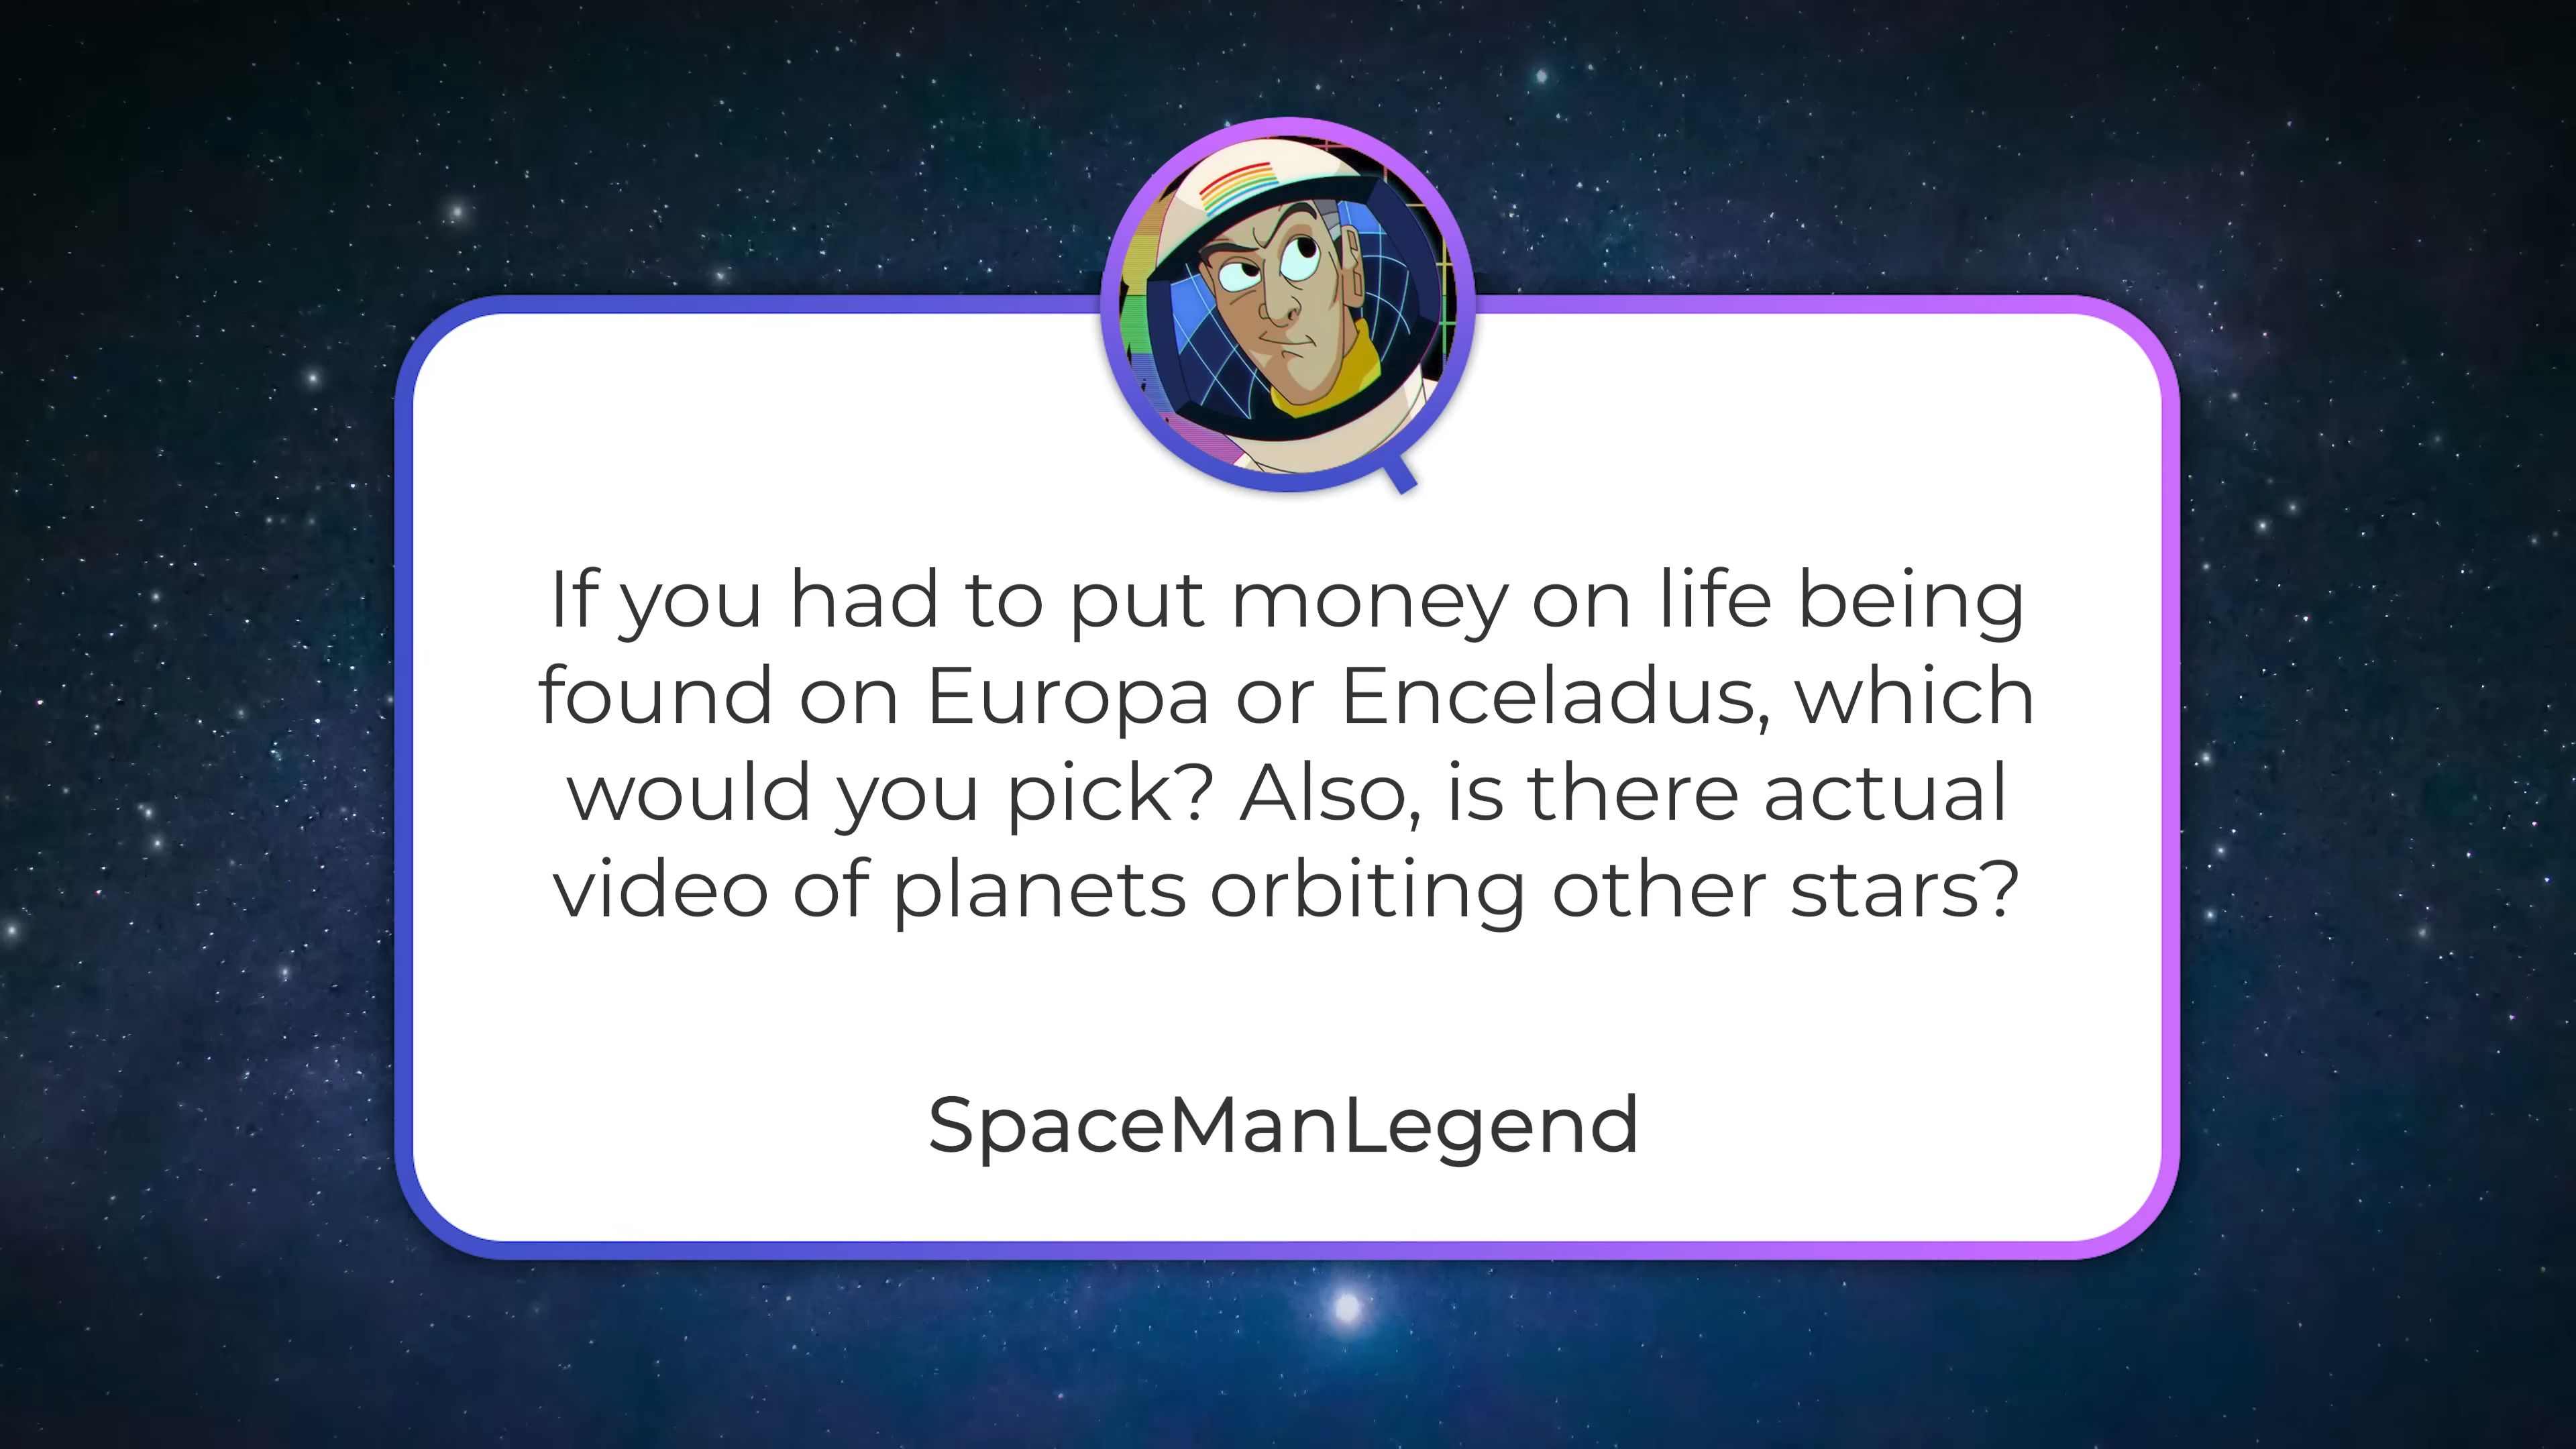 If you had to put money on life being
found on Europa or Enceladus, which
would you pick? Also, is there actual
video of planets orbiting other stars?
SpaceManLegend